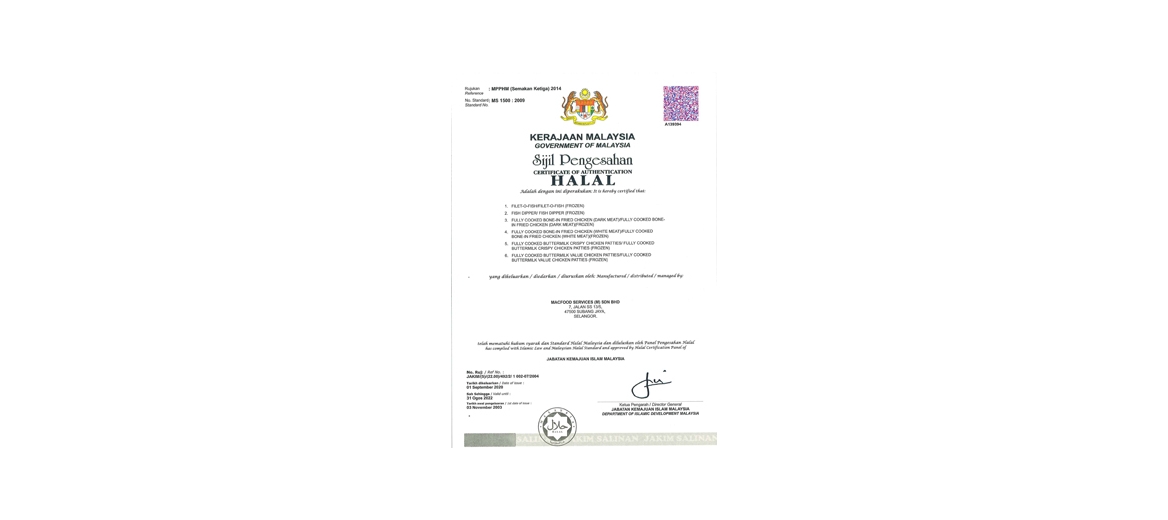 Rujukan : MPPHM (Semakan Ketiga) 2014
Reference
No. Standard : MS 1500 : 2009
Standard No
A139394
KERAJAAN MALAYSIA
GOVERNMENT OF MALAYSIA
Sijil Pengesahan
CERTIFICATE OF AUTHENTICATION
HALAL
Adalah dengan ini diperakukan: It is hereby certified that:
1. FILET-O-FISH/FILET-O-FISH (FROZEN)
2. FISH DIPPER/ FISH DIPPER (FROZEN)
3. FULLY COOKED BONE-IN FRIED CHICKEN (DARK MEAT)/FULLY COOKED BONE-
IN FRIED CHICKEN (DARK MEAT)(FROZEN)
4. FULLY COOKED BONE-IN FRIED CHICKEN (WHITE MEAT)/FULLY COOKED
BONE-IN FRIED CHICKEN (WHITE MEAT)(FROZEN)
5. FULLY COOKED BUTTERMILK CRISPY CHICKEN PATTIES/ FULLY COOKED
BUTTERMILK CRISPY CHICKEN PATTIES (FROZEN)
6. FULLY COOKED BUTTERMILK VALUE CHICKEN PATTIES/FULLY COOKED
BUTTERMILK VALUE CHICKEN PATTIES (FROZEN)
yang dikeluarkan / diedarkan / diuruskan oleh: Manufactured / distributed / managed by:
MACFOOD SERVICES (M) SDN BHD
7, JALAN SS 13/5,
47500 SUBANG JAYA,
SELANGOR.
telah mematuhi hukum syarak dan Standard Halal Malaysia dan diluluskan oleh Panel Pengesahan Halal
has complied with Islamic Law and Malaysian Halal Standard and approved by Halal Certification Panel of
JABATAN KEMAJUAN ISLAM MALAYSIA
No. Ruj: / Ref No. :
JAKIM/(S)/(22.00)/492/2/ 1 002-07/2004
Tarikh dikeluarkan / Date of issue :
01 September 2020
Sah Sehingga / Valid until :
31 Ogos 2022
Tarikh mula pengeluaran / 1st date of issue :
03 November 2003
Ketua Pengarah / Director General
JABATAN KEMAJUAN ISLAM MALAYSIA
DEPARTMENT OF ISLAMIC DEVELOPMENT MALAYSIA
حلال
JAKIM SALINAN JAKIM SALINAN